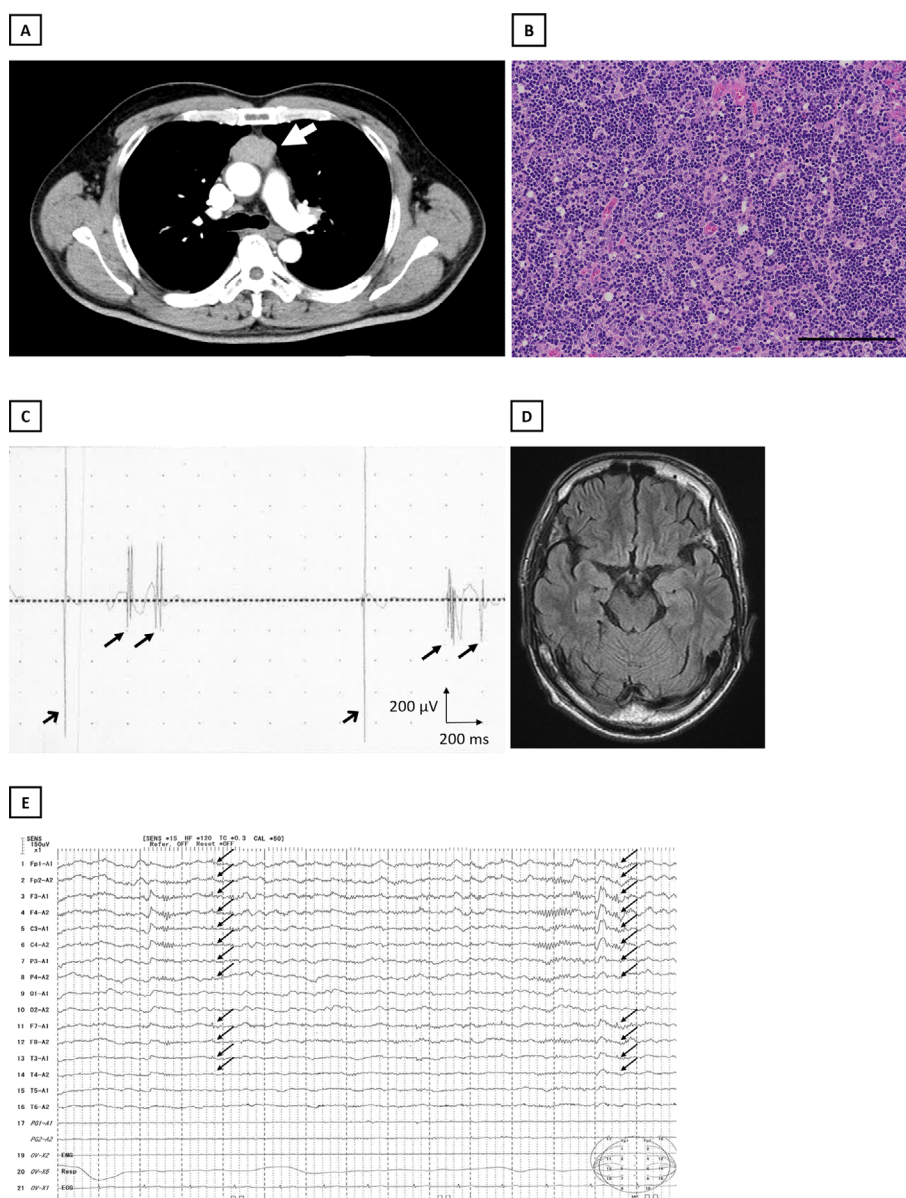 A
B
C
D
200 µV
200 ms
E
SENS
150uV
x1
[SENS *15 HF *120 TC *0.3 CAL *50]
Refer. OFF Reset *OFF
1 Fp1-A1
2 Fp2-A2
3 F3-A1
4 F4-A2
5 C3-A1
6 C4-A2
7 P3-A1
8 P4-A2
9 O1-A1
10 O2-A2
11 F7-A1
12 F8-A2
13 T3-A1
14 T4-A2
15 T5-A1
16 T6-A2
17 PG1-A1
PG2-A2
19 OV-X2 EMG
20 OV-X5 Resp
21 OV-X1 ECG